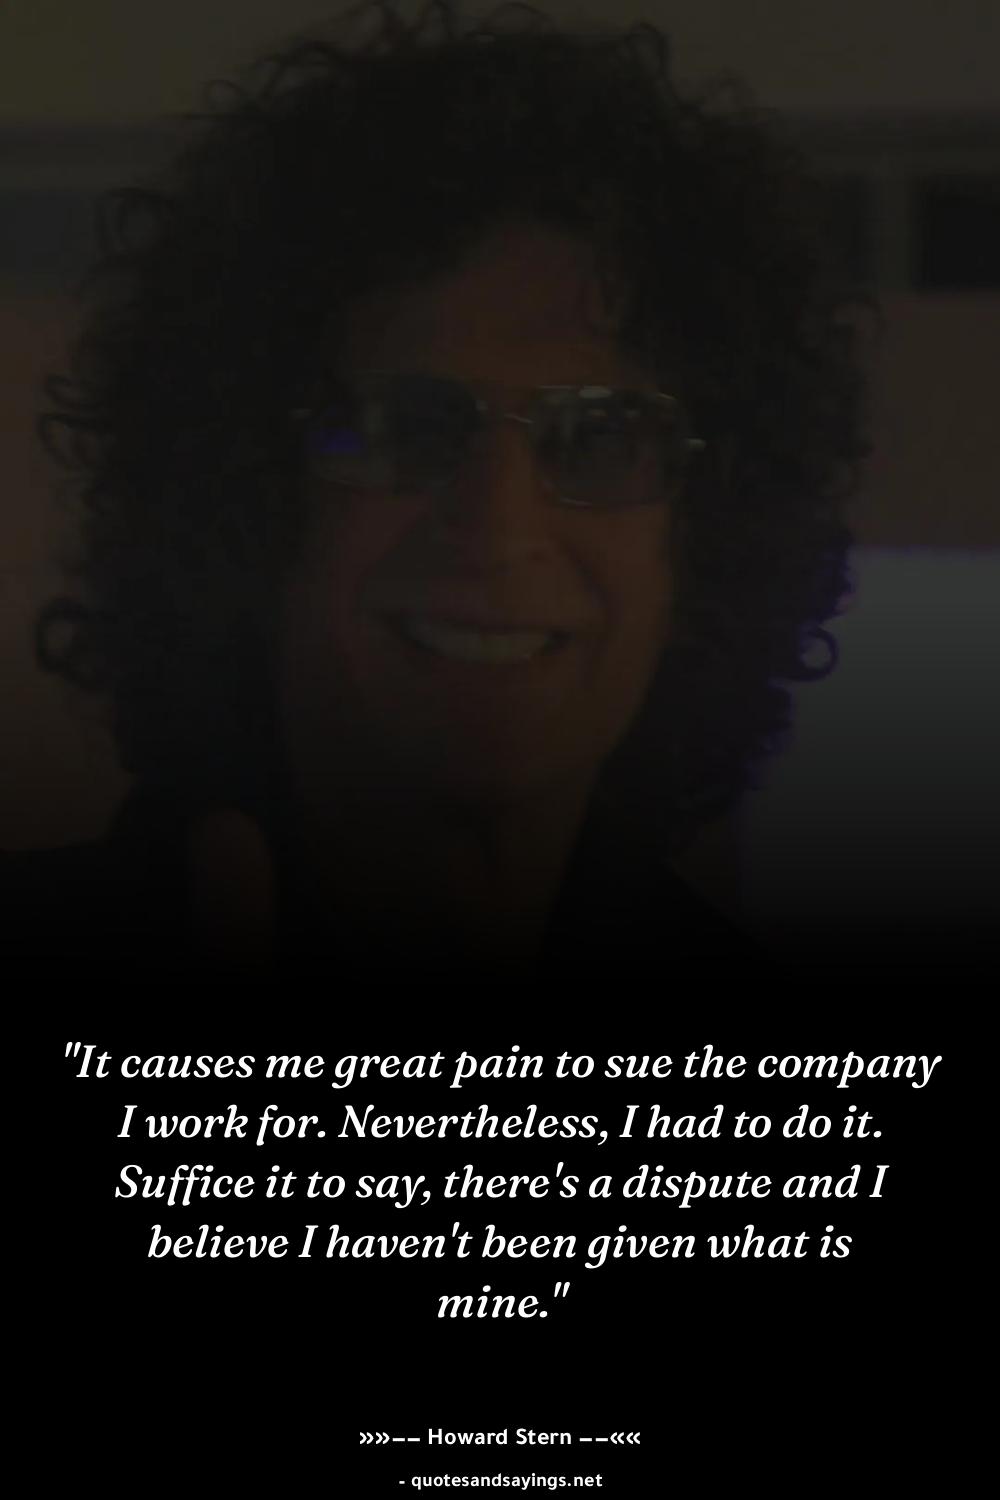 "It causes me great pain to sue the company
I work for. Nevertheless, I had to do it.
Suffice it to say, there's a dispute and I
believe I haven't been given what is
mine."
»»−− Howard Stern −−««
- quotesandsayings.net